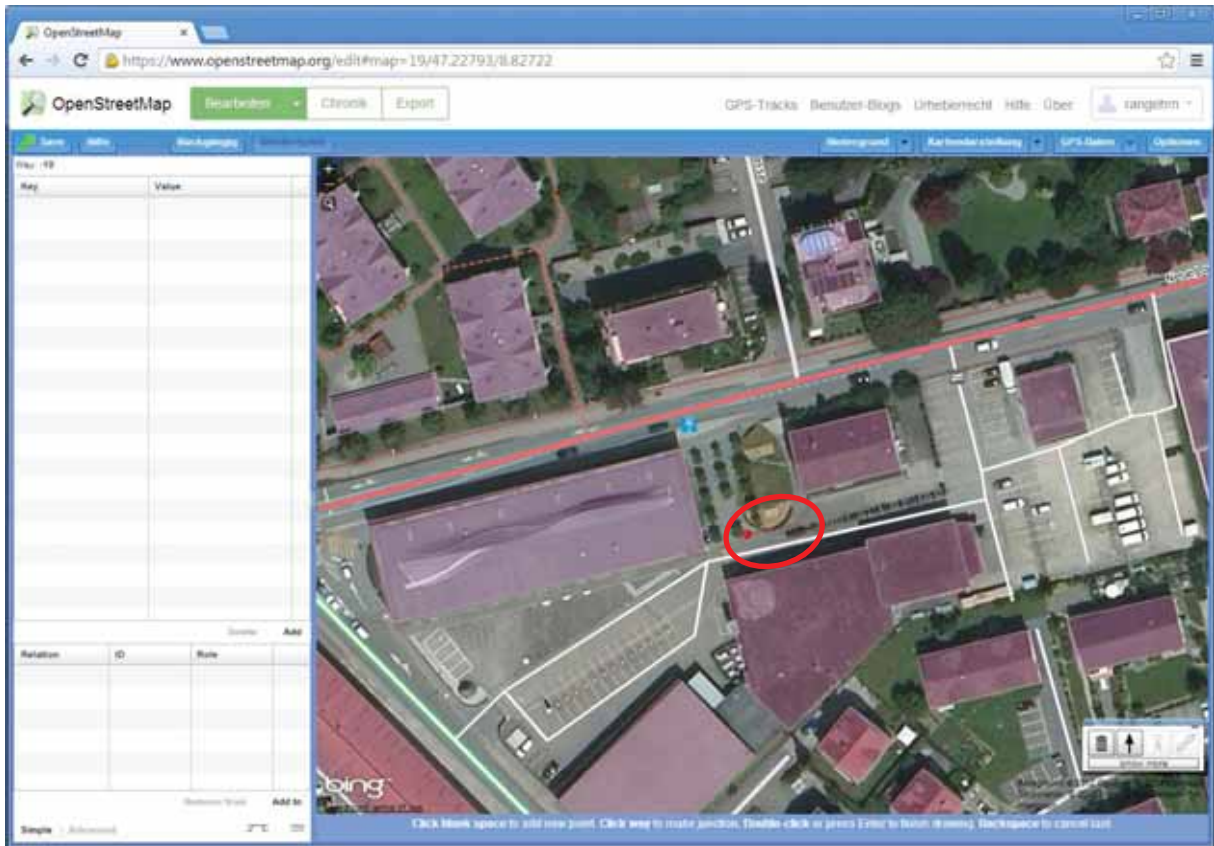 OpenStreetMap
https://www.openstreetmap.org/edit#map=19/47.22793/8.82722
OpenStreetMap Bearbeiten Chronik Export GPS-Tracks Benutzer-Blogs Urheberrecht Hilfe Über
Save Hilfe Rückgängig Hintergrund Kartendarstellung GPS-Daten Optionen
Key Value
Delete Add
Relation ID Role
Add to
Simple Advanced
bing
Click blank space to add new point. Click way to make junction. Double-click or press Enter to finish drawing. Backspace to cancel last